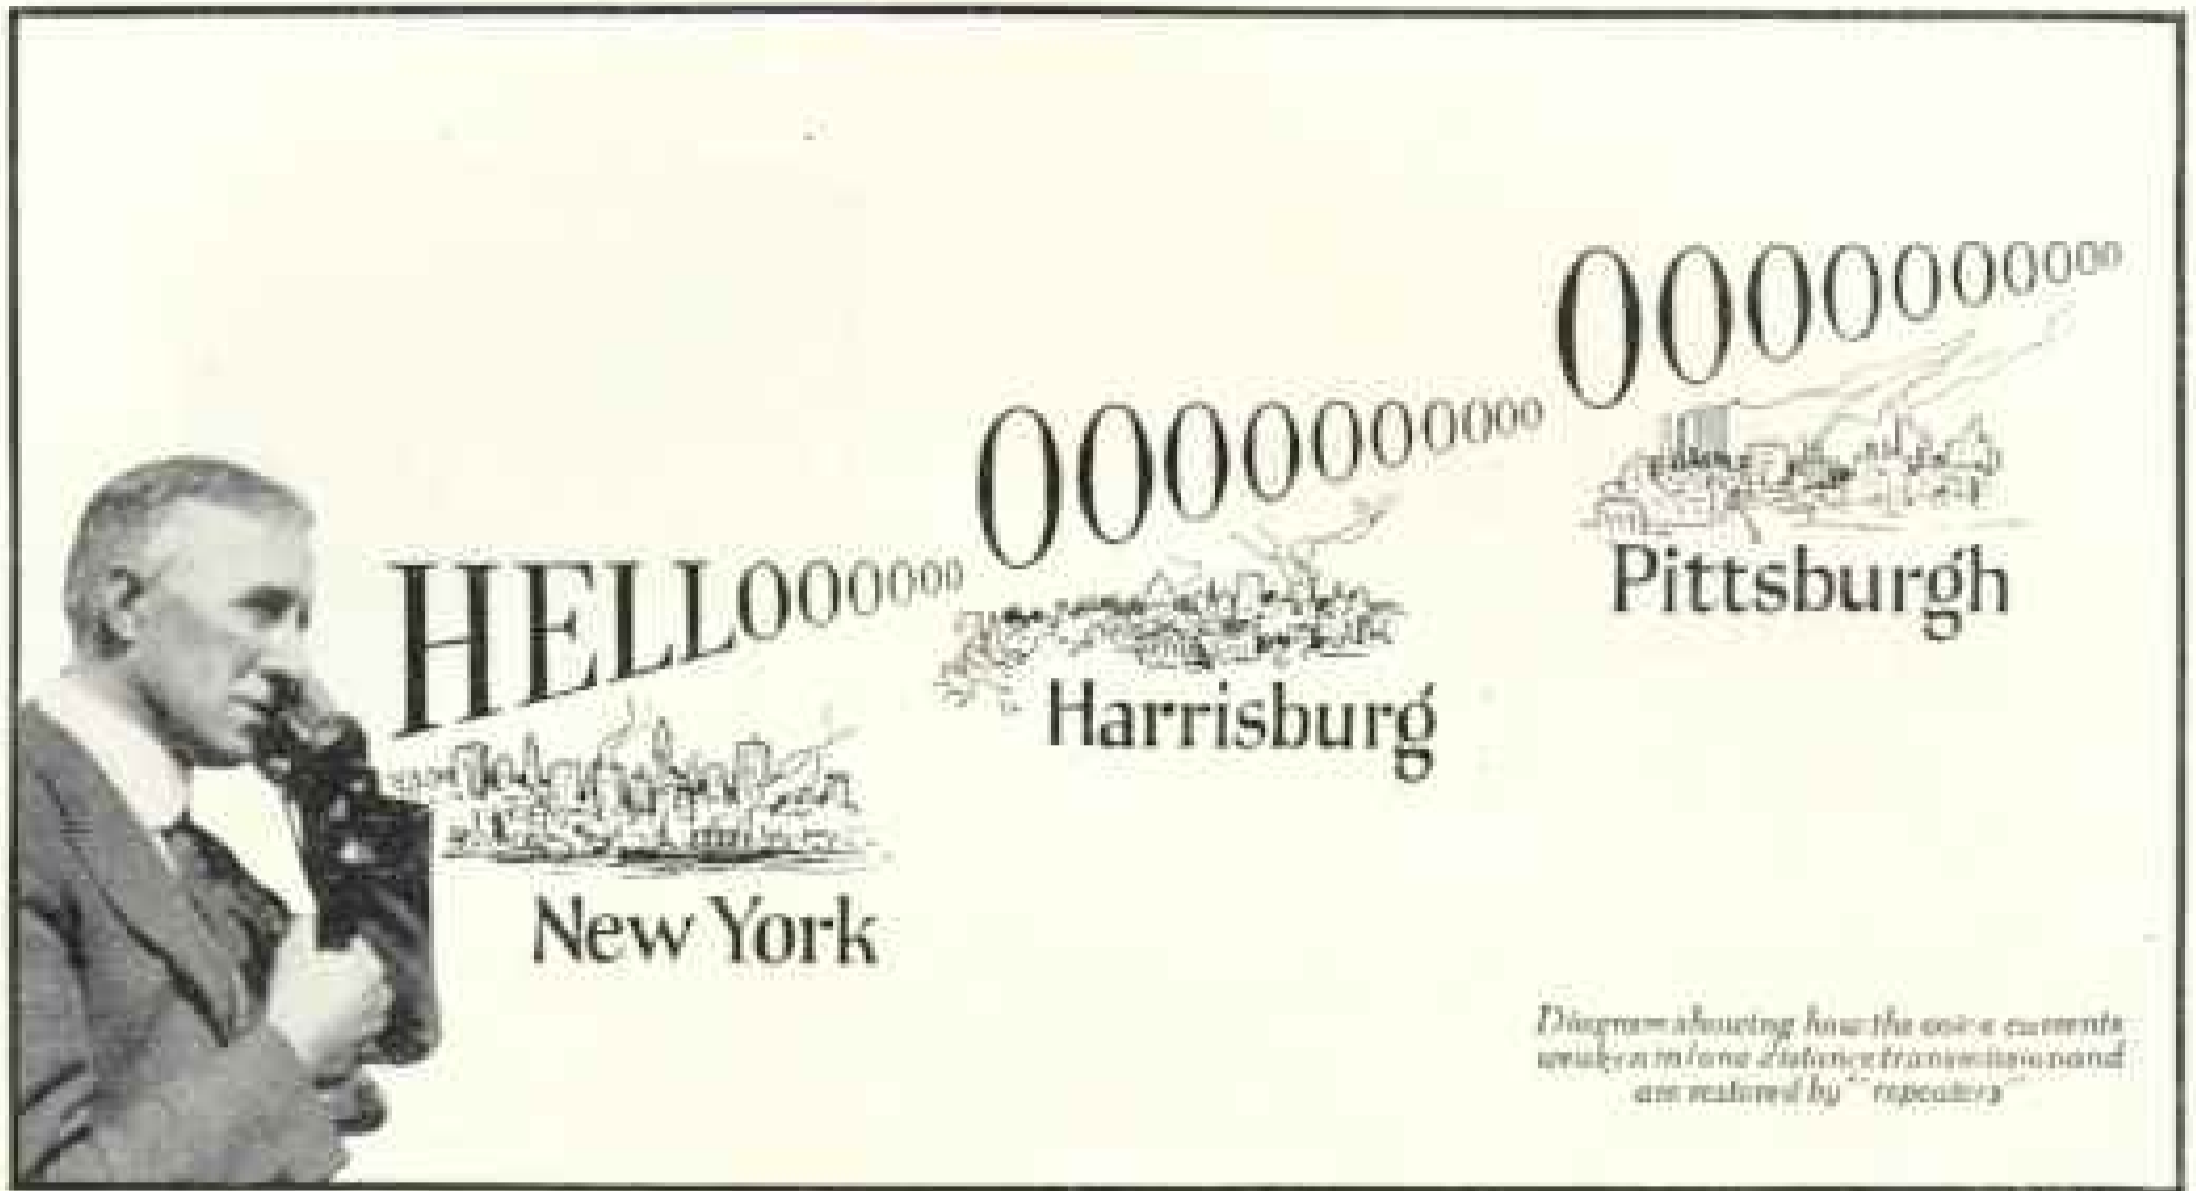 HELLOOOOOOO
New York
OOOOOOOOOO
Harrisburg
OOOOOOOOOO
Pittsburgh
Diagram showing how the voice currents
weaken in long distance transmission and
are restored by "repeaters"